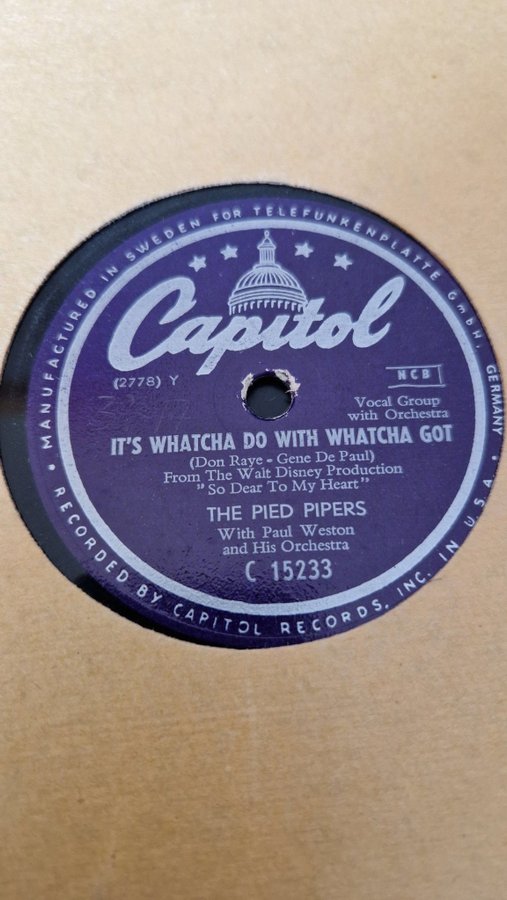 MANUFACTURED IN SWEDEN FOR TELEFUNKENPLATTE GmbH. GERMANY
Capitol
(2778) Y
NCB
Vocal Group
with Orchestra
IT'S WHATCHA DO WITH WHATCHA GOT
(Don Raye - Gene De Paul)
From The Walt Disney Production
"So Dear To My Heart"
THE PIED PIPERS
With Paul Weston
and His Orchestra
C 15233
RECORDED BY CAPITOL RECORDS, INC. IN U.S.A.